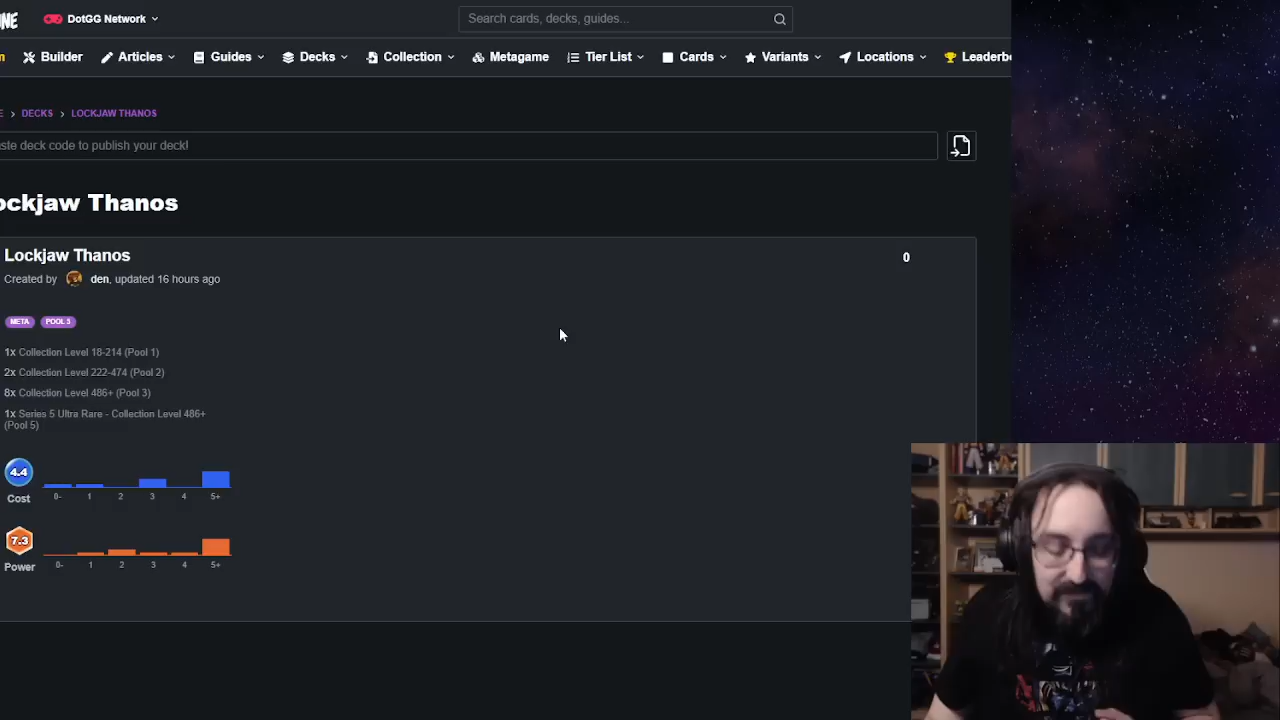 DotGG Network
Search cards, decks, guides...
Builder Articles Guides Decks Collection Metagame Tier List Cards Variants Locations
DECKS > LOCKJAW THANOS
deck code to publish your deck!
Thanos
Lockjaw Thanos
0
Created by den, updated 16 hours ago
META POOL 3
1x Collection Level 18-214 (Pool 1)
2x Collection Level 222-474 (Pool 2)
8x Collection Level 486+ (Pool 3)
1x Series 5 Ultra Rare - Collection Level 486+
(Pool 5)
4.4
Cost
0- 1 2 3 4 5+
7.3
Power
0- 1 2 3 4 5+